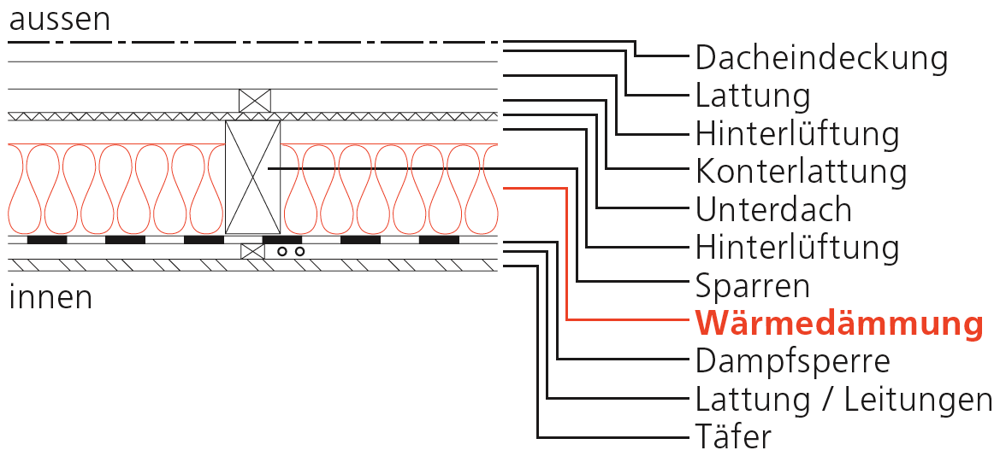 aussen
Dacheindeckung
Lattung
Hinterlüftung
Konterlattung
Unterdach
Hinterlüftung
Sparren
Wärmedämmung
Dampfsperre
Lattung / Leitungen
Täfer
innen